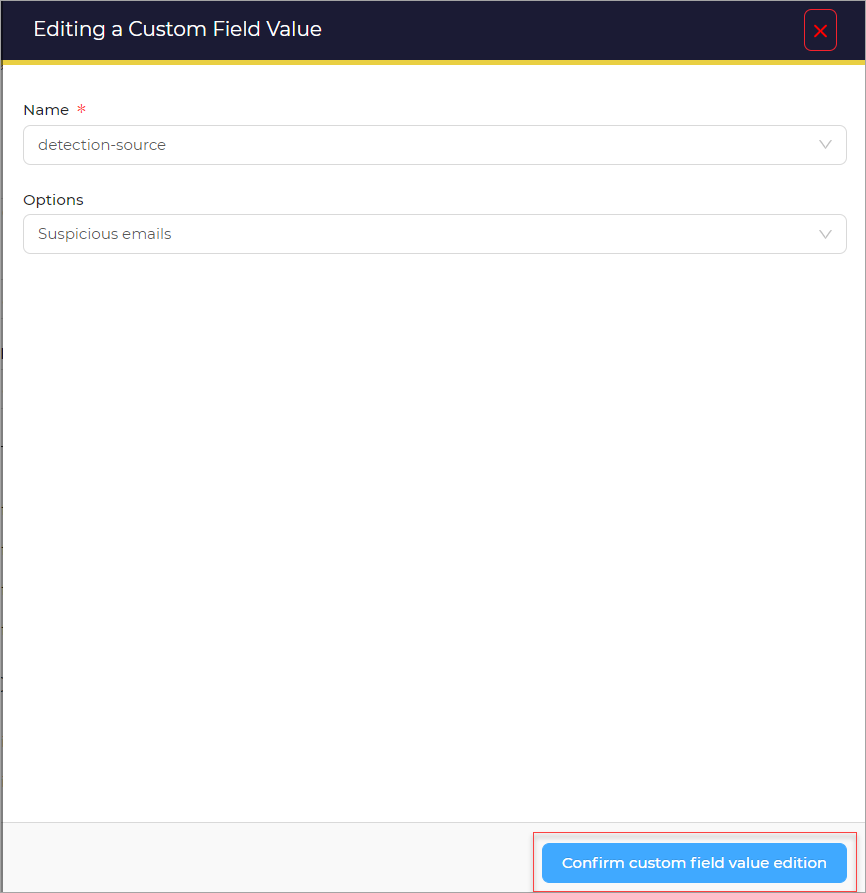 Editing a Custom Field Value
Name *
detection-source
Options
Suspicious emails
Confirm custom field value edition